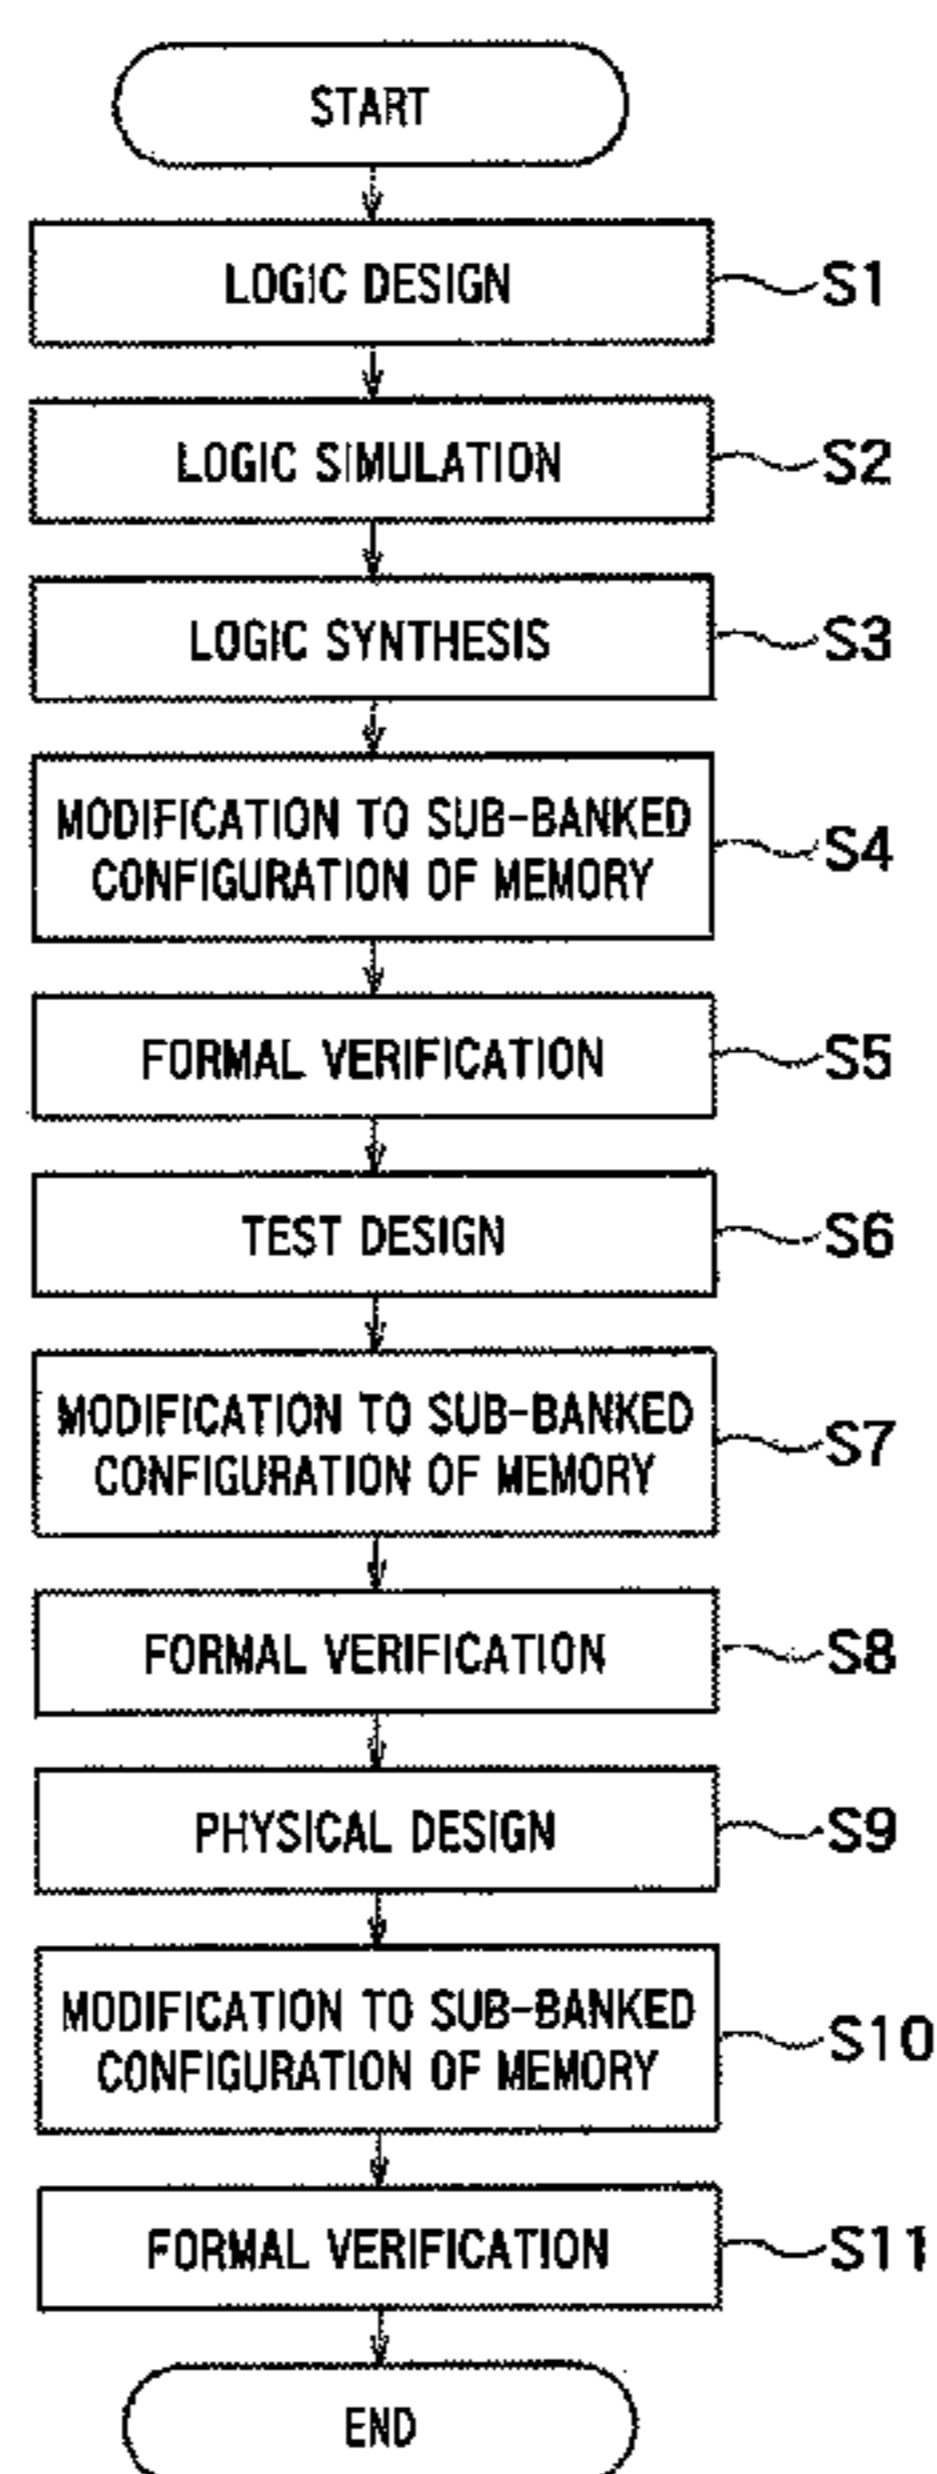 START
LOGIC DESIGN
S1
LOGIC SIMULATION
S2
LOGIC SYNTHESIS
S3
MODIFICATION TO SUB-BANKED
CONFIGURATION OF MEMORY
S4
FORMAL VERIFICATION
S5
TEST DESIGN
S6
MODIFICATION TO SUB-BANKED
CONFIGURATION OF MEMORY
S7
FORMAL VERIFICATION
S8
PHYSICAL DESIGN
S9
MODIFICATION TO SUB-BANKED
CONFIGURATION OF MEMORY
S10
FORMAL VERIFICATION
S11
END